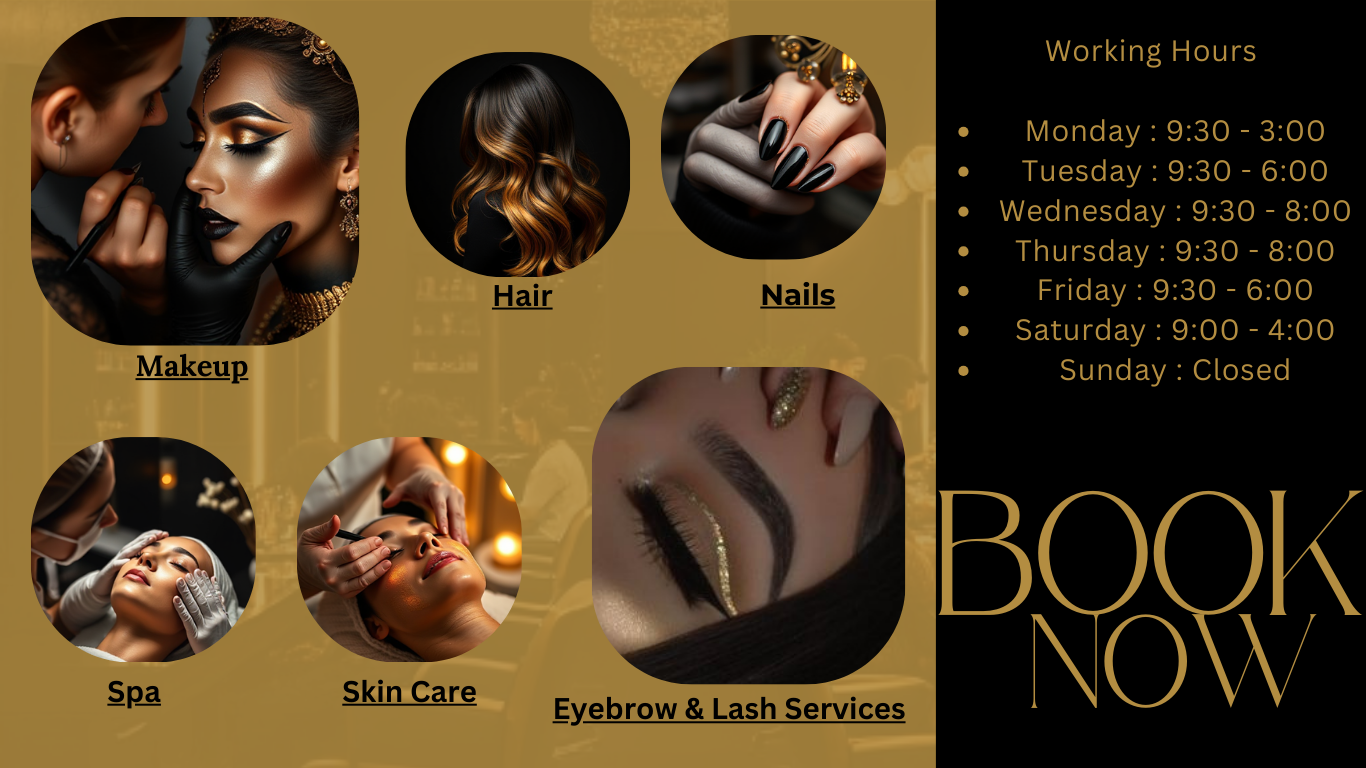 Makeup
Hair
Nails
Spa
Skin Care
Eyebrow & Lash Services
Working Hours
• Monday : 9:30 - 3:00
• Tuesday : 9:30 - 6:00
• Wednesday : 9:30 - 8:00
• Thursday : 9:30 - 8:00
• Friday : 9:30 - 6:00
• Saturday : 9:00 - 4:00
• Sunday : Closed
BOOK
NOW